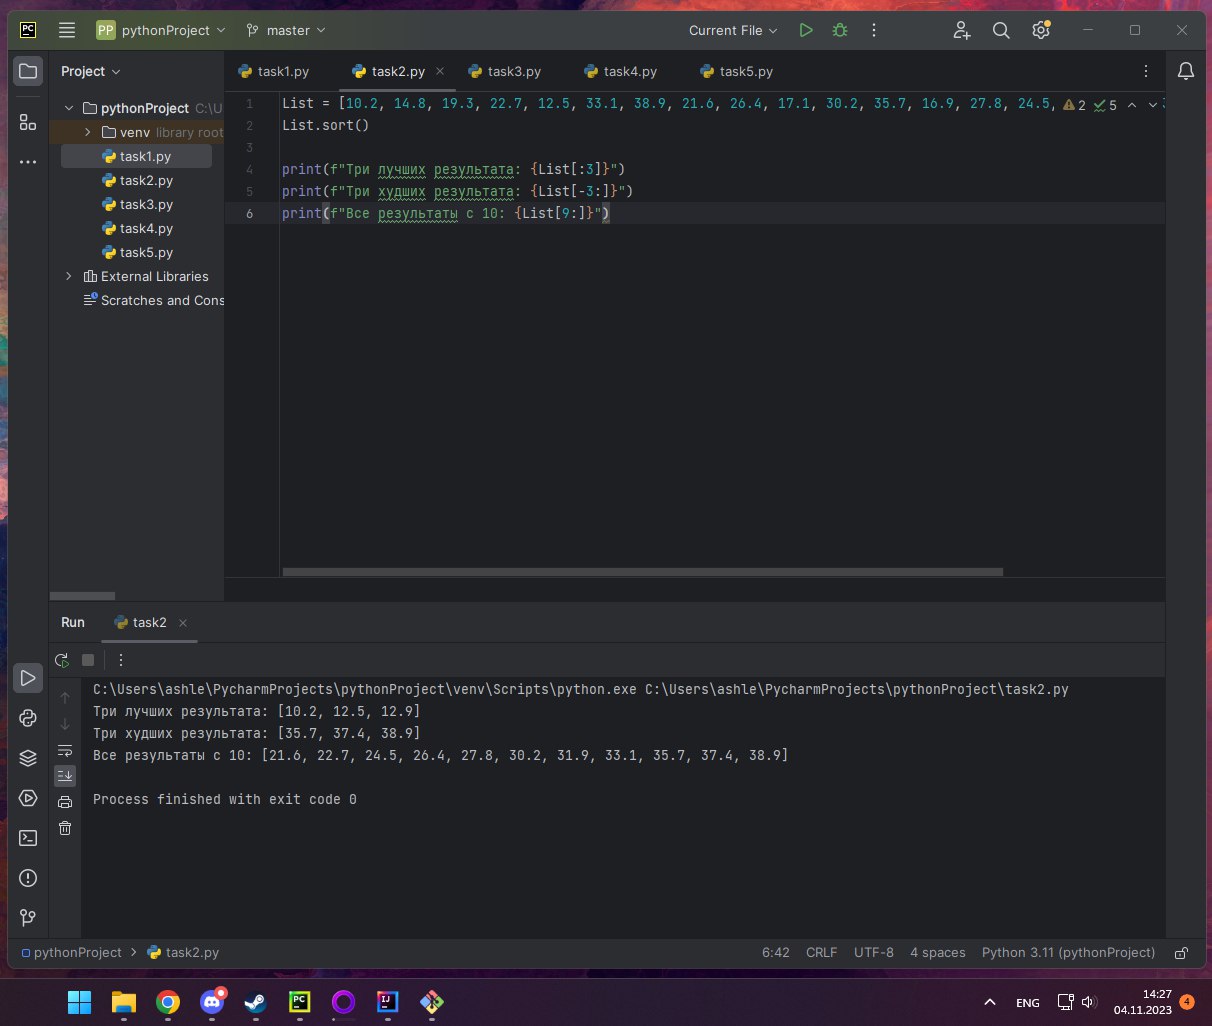 PC
PP pythonProject master Current File
Project
task1.py task2.py task3.py task4.py task5.py
pythonProject C:\U
venv library root
task1.py
task2.py
task3.py
task4.py
task5.py
External Libraries
Scratches and Cons
1 List = [10.2, 14.8, 19.3, 22.7, 12.5, 33.1, 38.9, 21.6, 26.4, 17.1, 30.2, 35.7, 16.9, 27.8, 24.5, 2 5
2 List.sort()
3
4 print(f"Три лучших результата: {List[:3]}")
5 print(f"Три худших результата: {List[-3:]}")
6 print(f"Все результаты с 10: {List[9:]}")
Run task2
C:\Users\ashle\PycharmProjects\pythonProject\venv\Scripts\python.exe C:\Users\ashle\PycharmProjects\pythonProject\task2.py
Три лучших результата: [10.2, 12.5, 12.9]
Три худших результата: [35.7, 37.4, 38.9]
Все результаты с 10: [21.6, 22.7, 24.5, 26.4, 27.8, 30.2, 31.9, 33.1, 35.7, 37.4, 38.9]
Process finished with exit code 0
pythonProject > task2.py 6:42 CRLF UTF-8 4 spaces Python 3.11 (pythonProject)
PC IJ ENG 14:27 4
04.11.2023